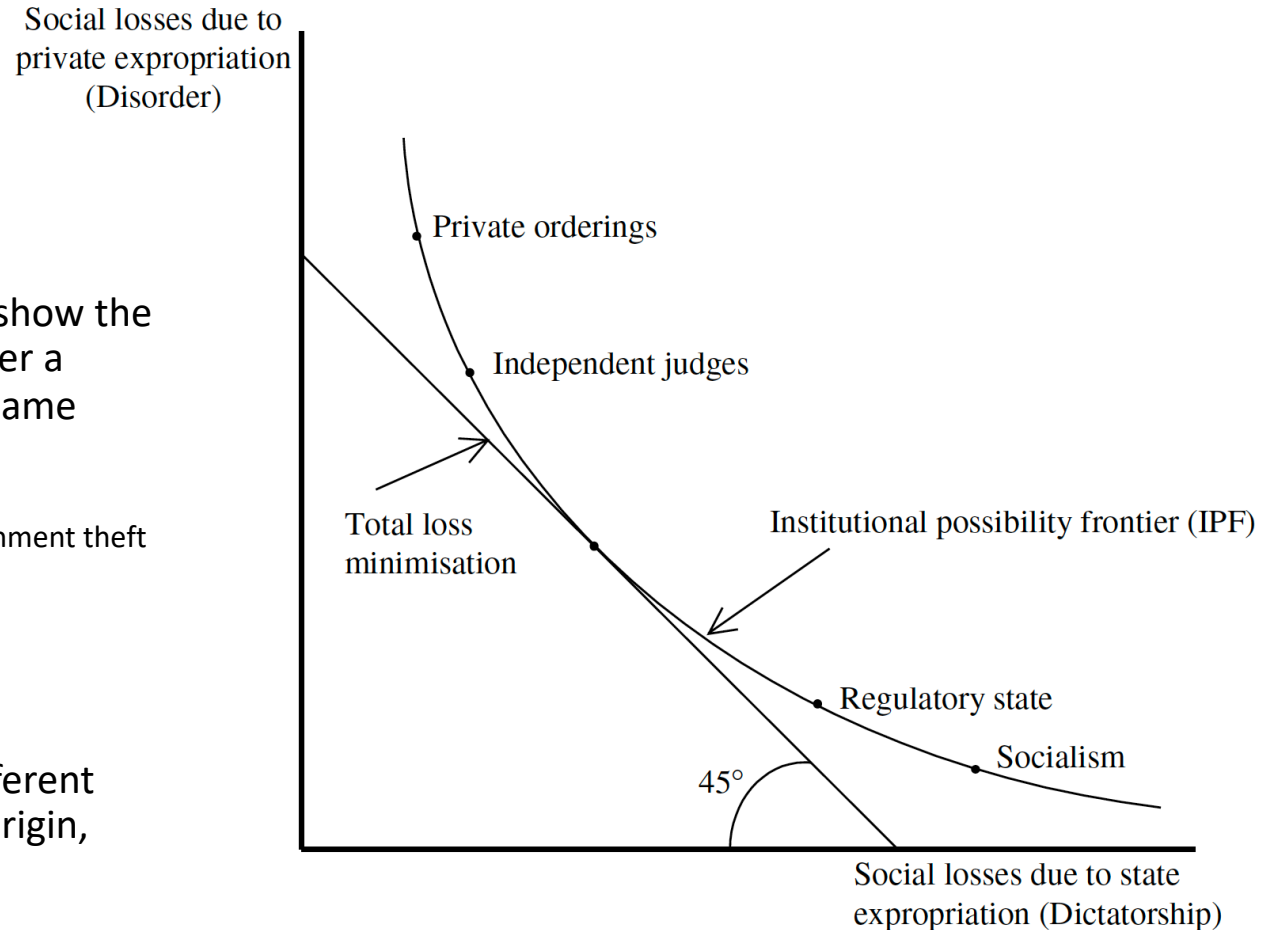 Social losses due to
private expropriation
(Disorder)
Private orderings
show the
er a
ame
Independent judges
Total loss
minimisation
nment theft
Institutional possibility frontier (IPF)
Regulatory state
Socialism
45°
ferent
rigin,
Social losses due to state
expropriation (Dictatorship)